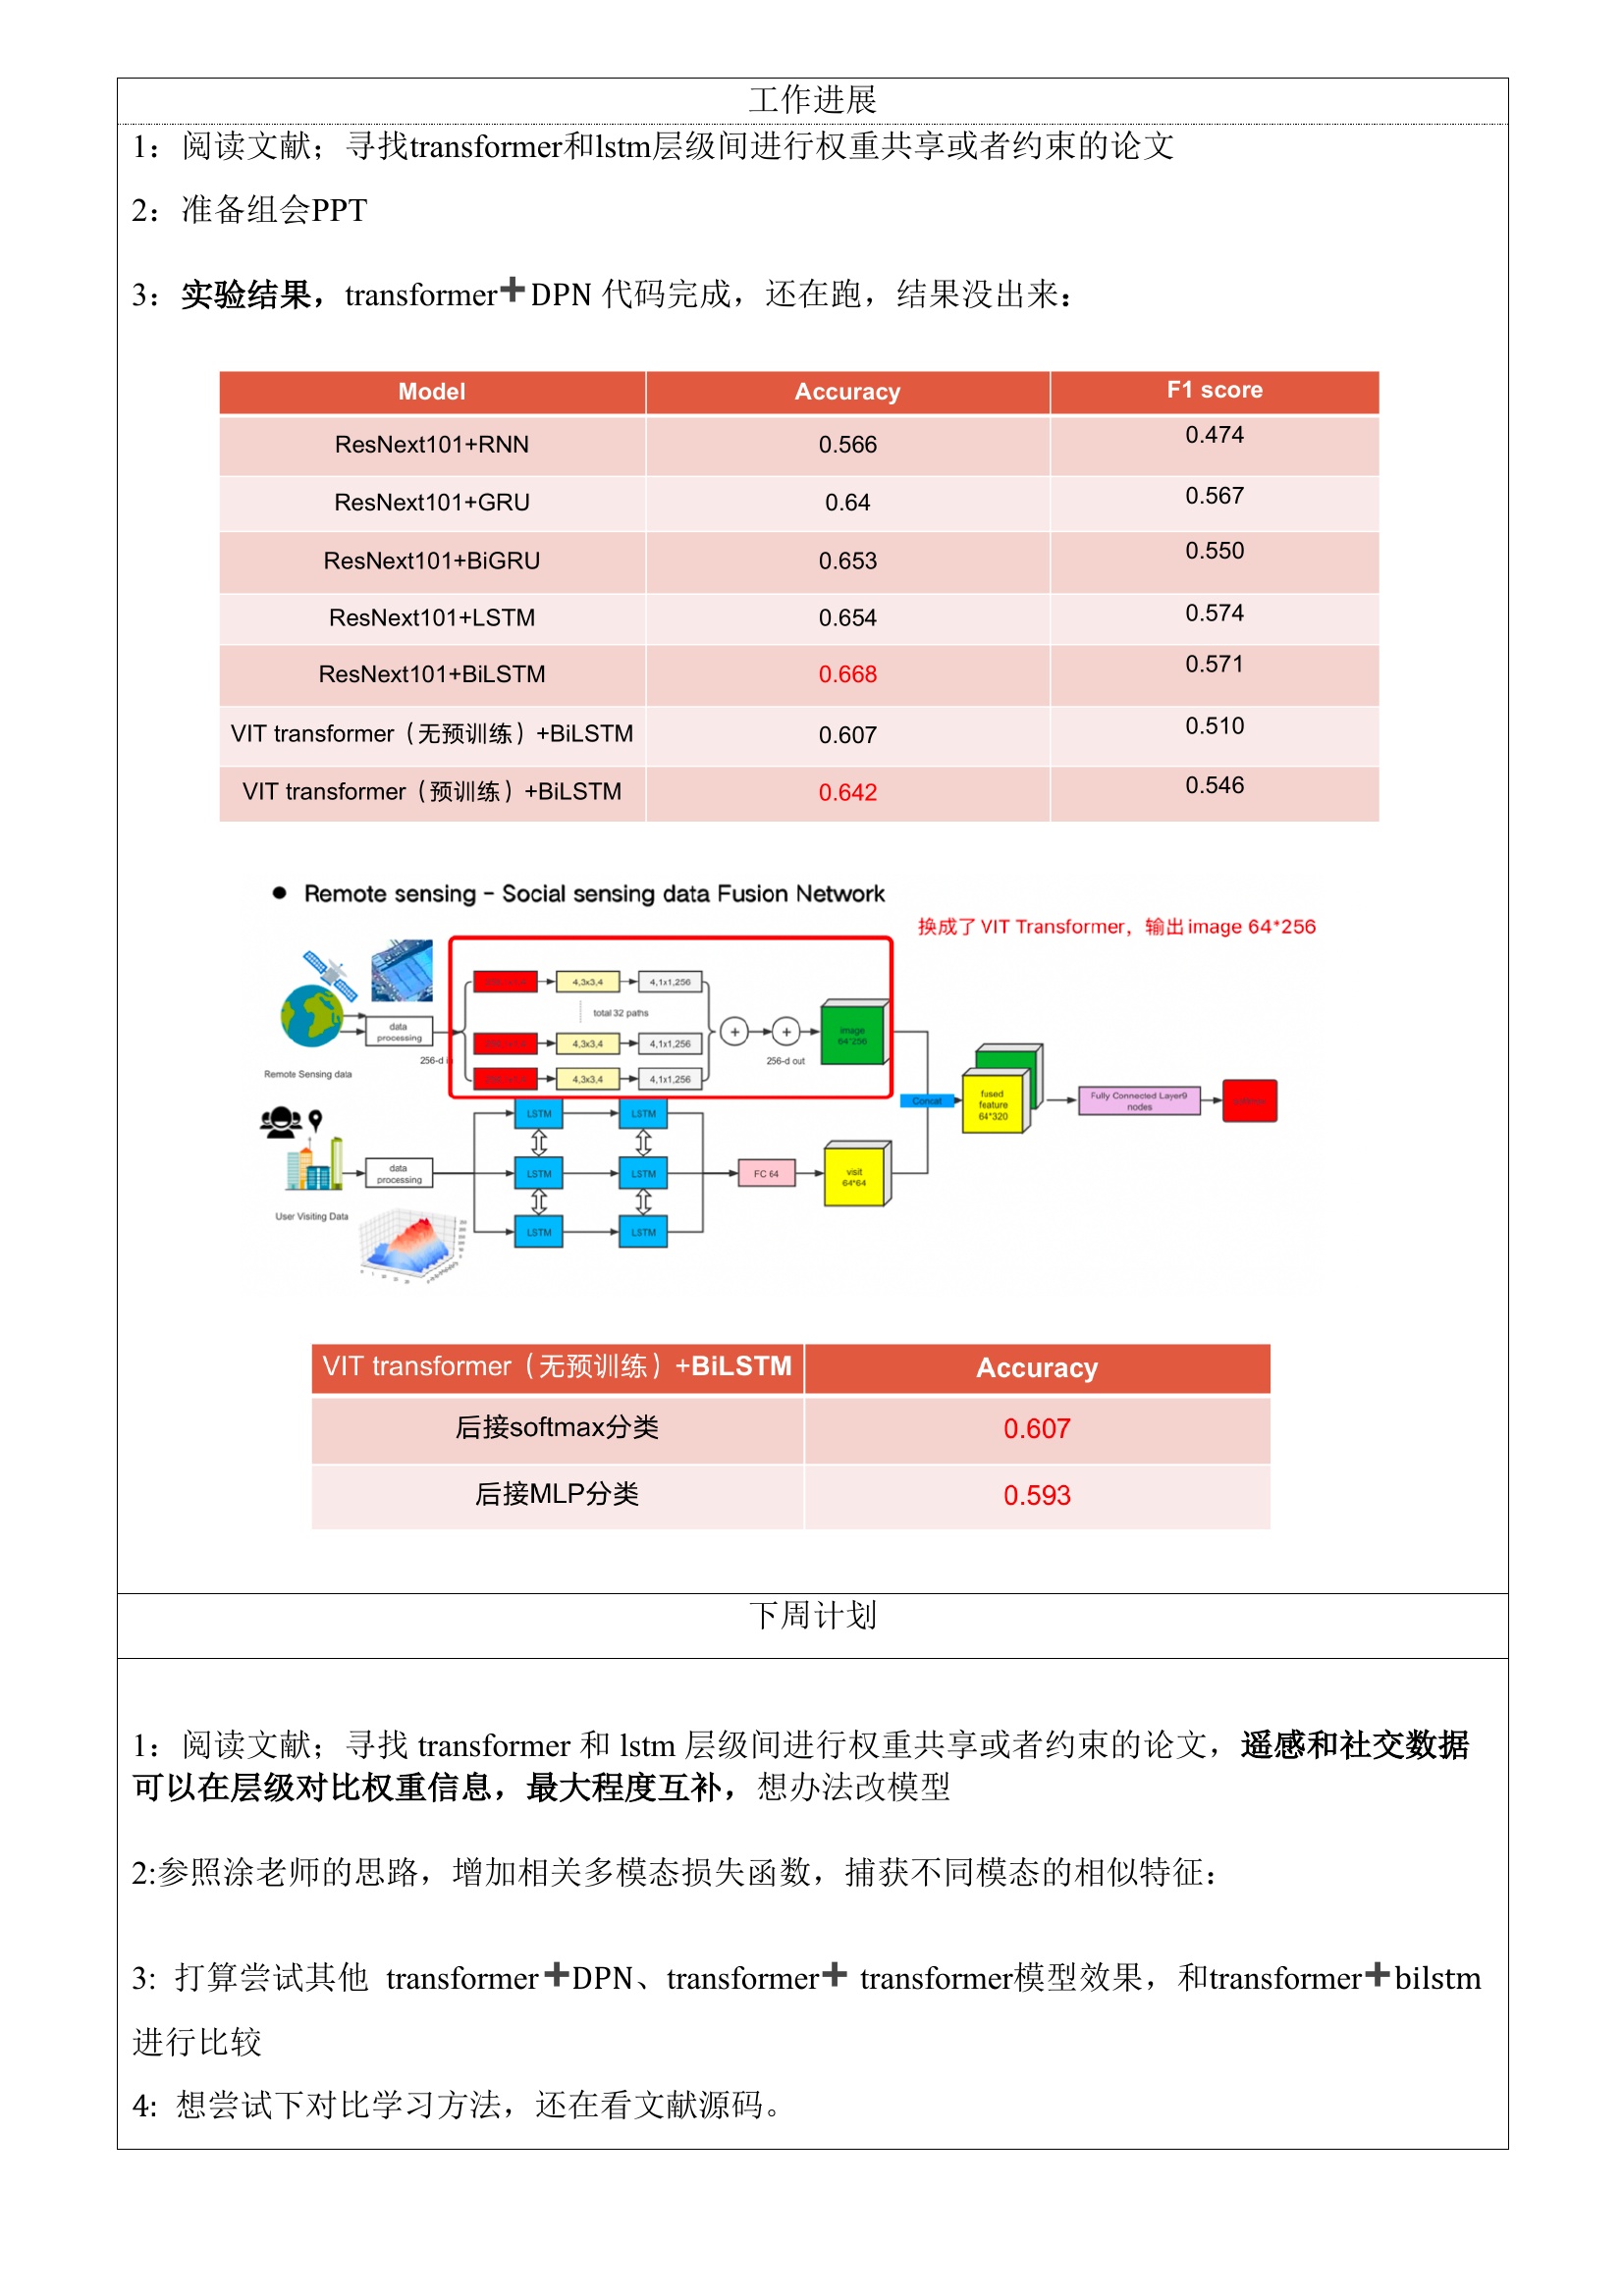 工作进展
1：阅读文献；寻找transformer和lstm层级间进行权重共享或者约束的论文
2：准备组会PPT
3：实验结果，transformer+DPN 代码完成，还在跑，结果没出来：
Model Accuracy F1 score
ResNext101+RNN 0.566 0.474
ResNext101+GRU 0.64 0.567
ResNext101+BiGRU 0.653 0.550
ResNext101+LSTM 0.654 0.574
ResNext101+BiLSTM 0.668 0.571
VIT transformer（无预训练）+BiLSTM 0.607 0.510
VIT transformer（预训练）+BiLSTM 0.642 0.546
● Remote sensing - Social sensing data Fusion Network
换成了VIT Transformer，输出image 64*256
4,3x3,4 4,1x1,256
total 32 paths
data
processing
4,3x3,4 4,1x1,256
+ +
image
64*256
256-d
256-d out
Remote Sensing data
4,3x3,4 4,1x1,256
LSTM LSTM
Concat
fused
feature
64*320
Fully Connected Layer9
nodes
data
processing
LSTM LSTM
FC 64
visit
64*64
User Visiting Data
LSTM LSTM
VIT transformer（无预训练）+BiLSTM Accuracy
后接softmax分类 0.607
后接MLP分类 0.593
下周计划
1：阅读文献；寻找 transformer 和 lstm 层级间进行权重共享或者约束的论文，遥感和社交数据
可以在层级对比权重信息，最大程度互补，想办法改模型
2:参照涂老师的思路，增加相关多模态损失函数，捕获不同模态的相似特征：
3: 打算尝试其他 transformer+DPN、transformer+ transformer模型效果，和transformer+bilstm
进行比较
4: 想尝试下对比学习方法，还在看文献源码。